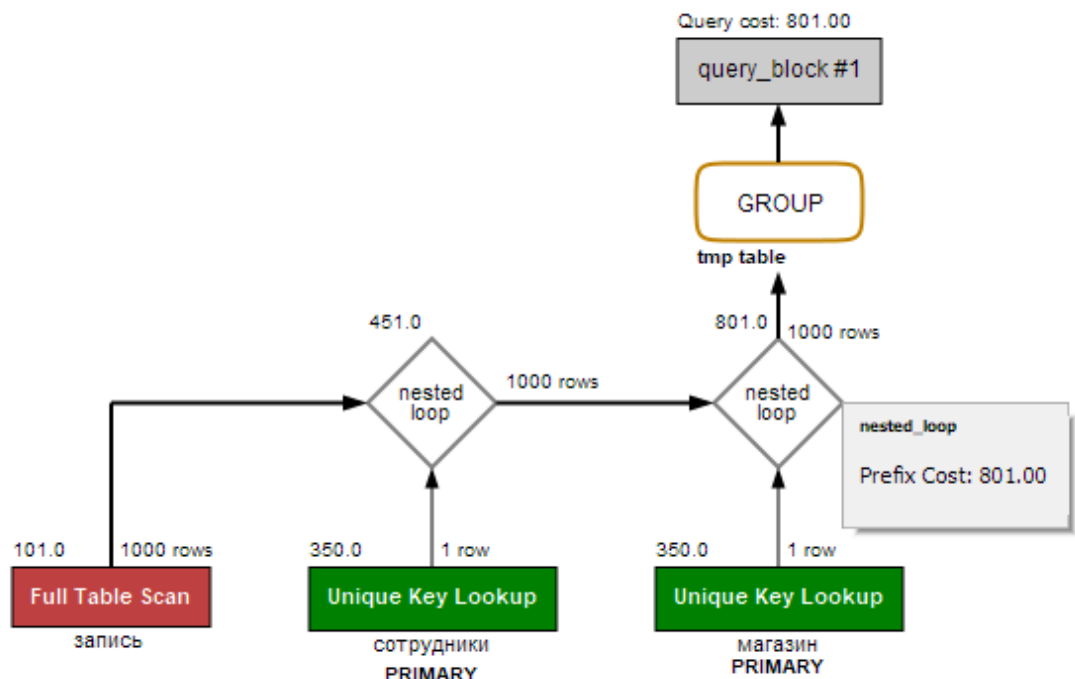 Query cost: 801.00
query_block #1
GROUP
tmp table
451.0
801.0
1000 rows
nested
loop
1000 rows
nested
loop
nested_loop
Prefix Cost: 801.00
101.0
1000 rows
350.0
1 row
350.0
1 row
Full Table Scan
Unique Key Lookup
Unique Key Lookup
запись
сотрудники
PRIMARY
магазин
PRIMARY